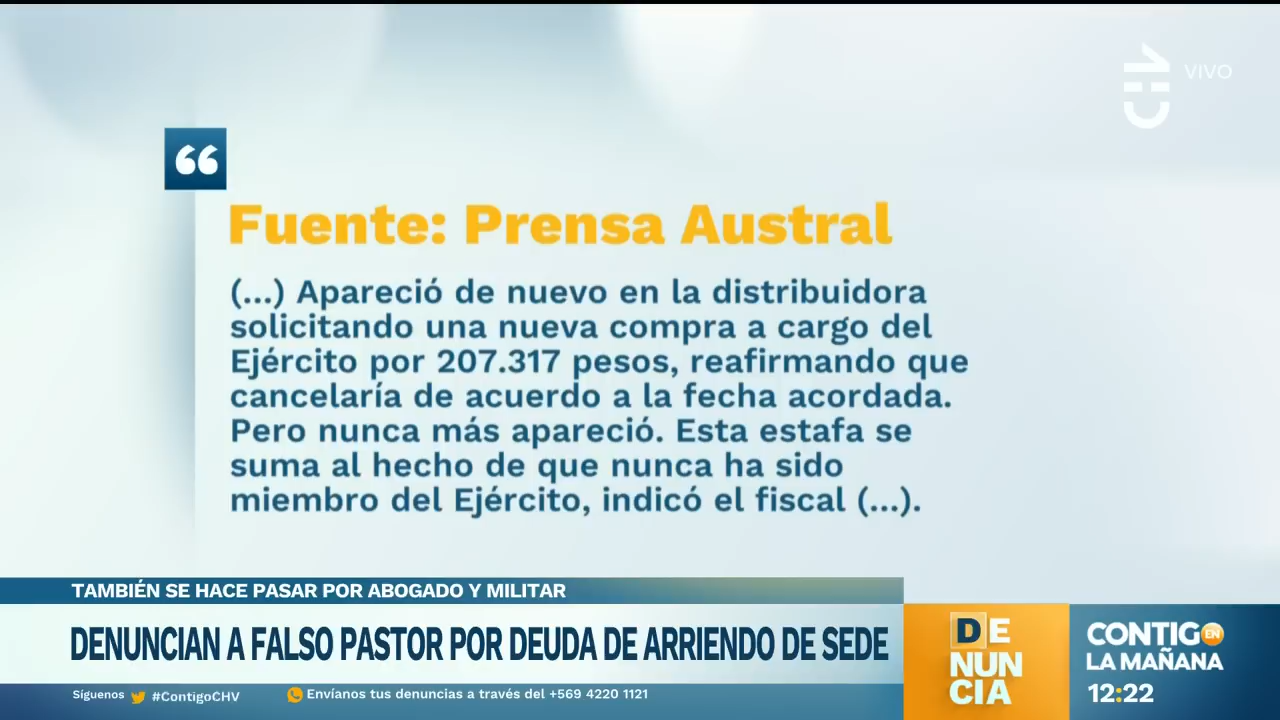 CHV VIVO
“
Fuente: Prensa Austral
(...) Apareció de nuevo en la distribuidora
solicitando una nueva compra a cargo del
Ejército por 207.317 pesos, reafirmando que
cancelaría de acuerdo a la fecha acordada.
Pero nunca más apareció. Esta estafa se
suma al hecho de que nunca ha sido
miembro del Ejército, indicó el fiscal (...).
TAMBIÉN SE HACE PASAR POR ABOGADO Y MILITAR
DENUNCIAN A FALSO PASTOR POR DEUDA DE ARRIENDO DE SEDE
Síguenos #ContigoCHV Envíanos tus denuncias a través del +569 4220 1121
DE
NUN
CIA
CONTIGO EN
LA MAÑANA
12:22